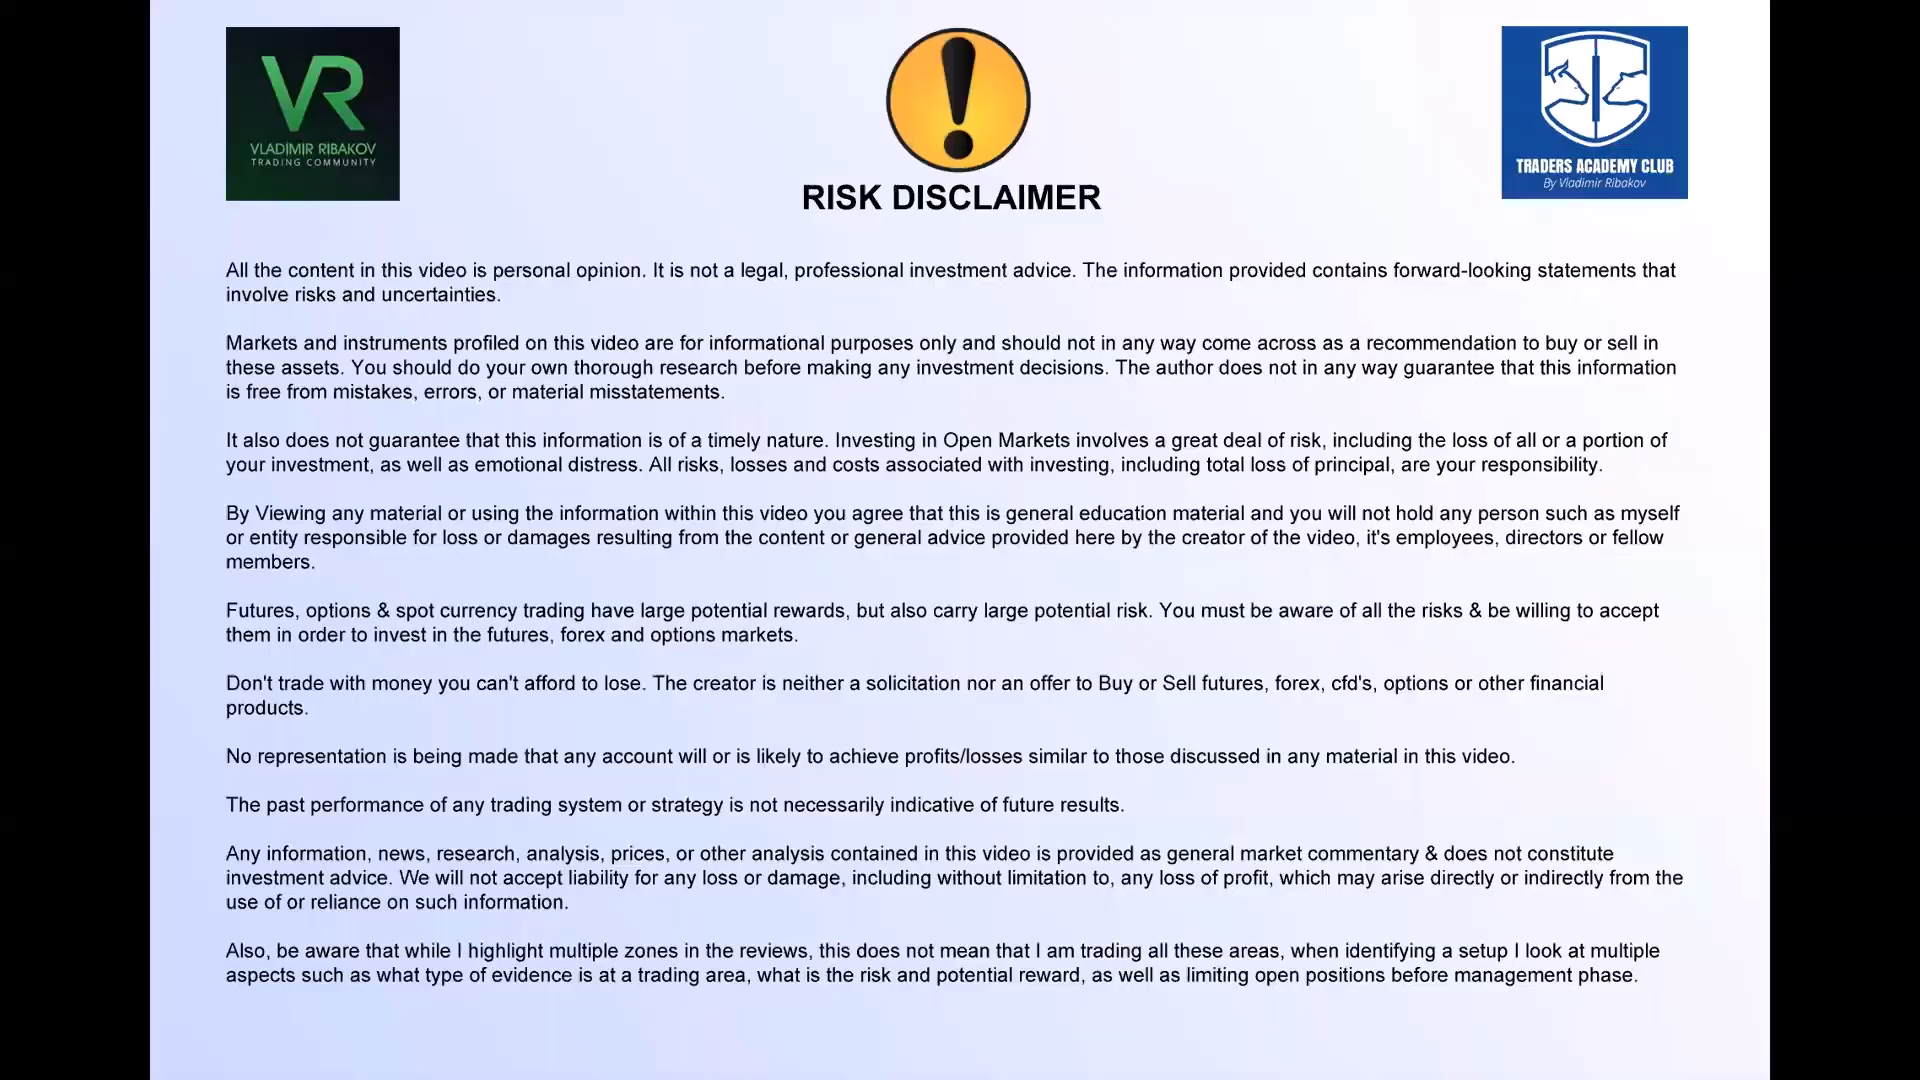 VR
VLADIMIR RIBAKOV
TRADING COMMUNITY
TRADERS ACADEMY CLUB
By Vladimir Ribakov
RISK DISCLAIMER
All the content in this video is personal opinion. It is not a legal, professional investment advice. The information provided contains forward-looking statements that
involve risks and uncertainties.
Markets and instruments profiled on this video are for informational purposes only and should not in any way come across as a recommendation to buy or sell in
these assets. You should do your own thorough research before making any investment decisions. The author does not in any way guarantee that this information
is free from mistakes, errors, or material misstatements.
It also does not guarantee that this information is of a timely nature. Investing in Open Markets involves a great deal of risk, including the loss of all or a portion of
your investment, as well as emotional distress. All risks, losses and costs associated with investing, including total loss of principal, are your responsibility.
By Viewing any material or using the information within this video you agree that this is general education material and you will not hold any person such as myself
or entity responsible for loss or damages resulting from the content or general advice provided here by the creator of the video, it's employees, directors or fellow
members.
Futures, options & spot currency trading have large potential rewards, but also carry large potential risk. You must be aware of all the risks & be willing to accept
them in order to invest in the futures, forex and options markets.
Don't trade with money you can't afford to lose. The creator is neither a solicitation nor an offer to Buy or Sell futures, forex, cfd's, options or other financial
products.
No representation is being made that any account will or is likely to achieve profits/losses similar to those discussed in any material in this video.
The past performance of any trading system or strategy is not necessarily indicative of future results.
Any information, news, research, analysis, prices, or other analysis contained in this video is provided as general market commentary & does not constitute
investment advice. We will not accept liability for any loss or damage, including without limitation to, any loss of profit, which may arise directly or indirectly from the
use of or reliance on such information.
Also, be aware that while I highlight multiple zones in the reviews, this does not mean that I am trading all these areas, when identifying a setup I look at multiple
aspects such as what type of evidence is at a trading area, what is the risk and potential reward, as well as limiting open positions before management phase.